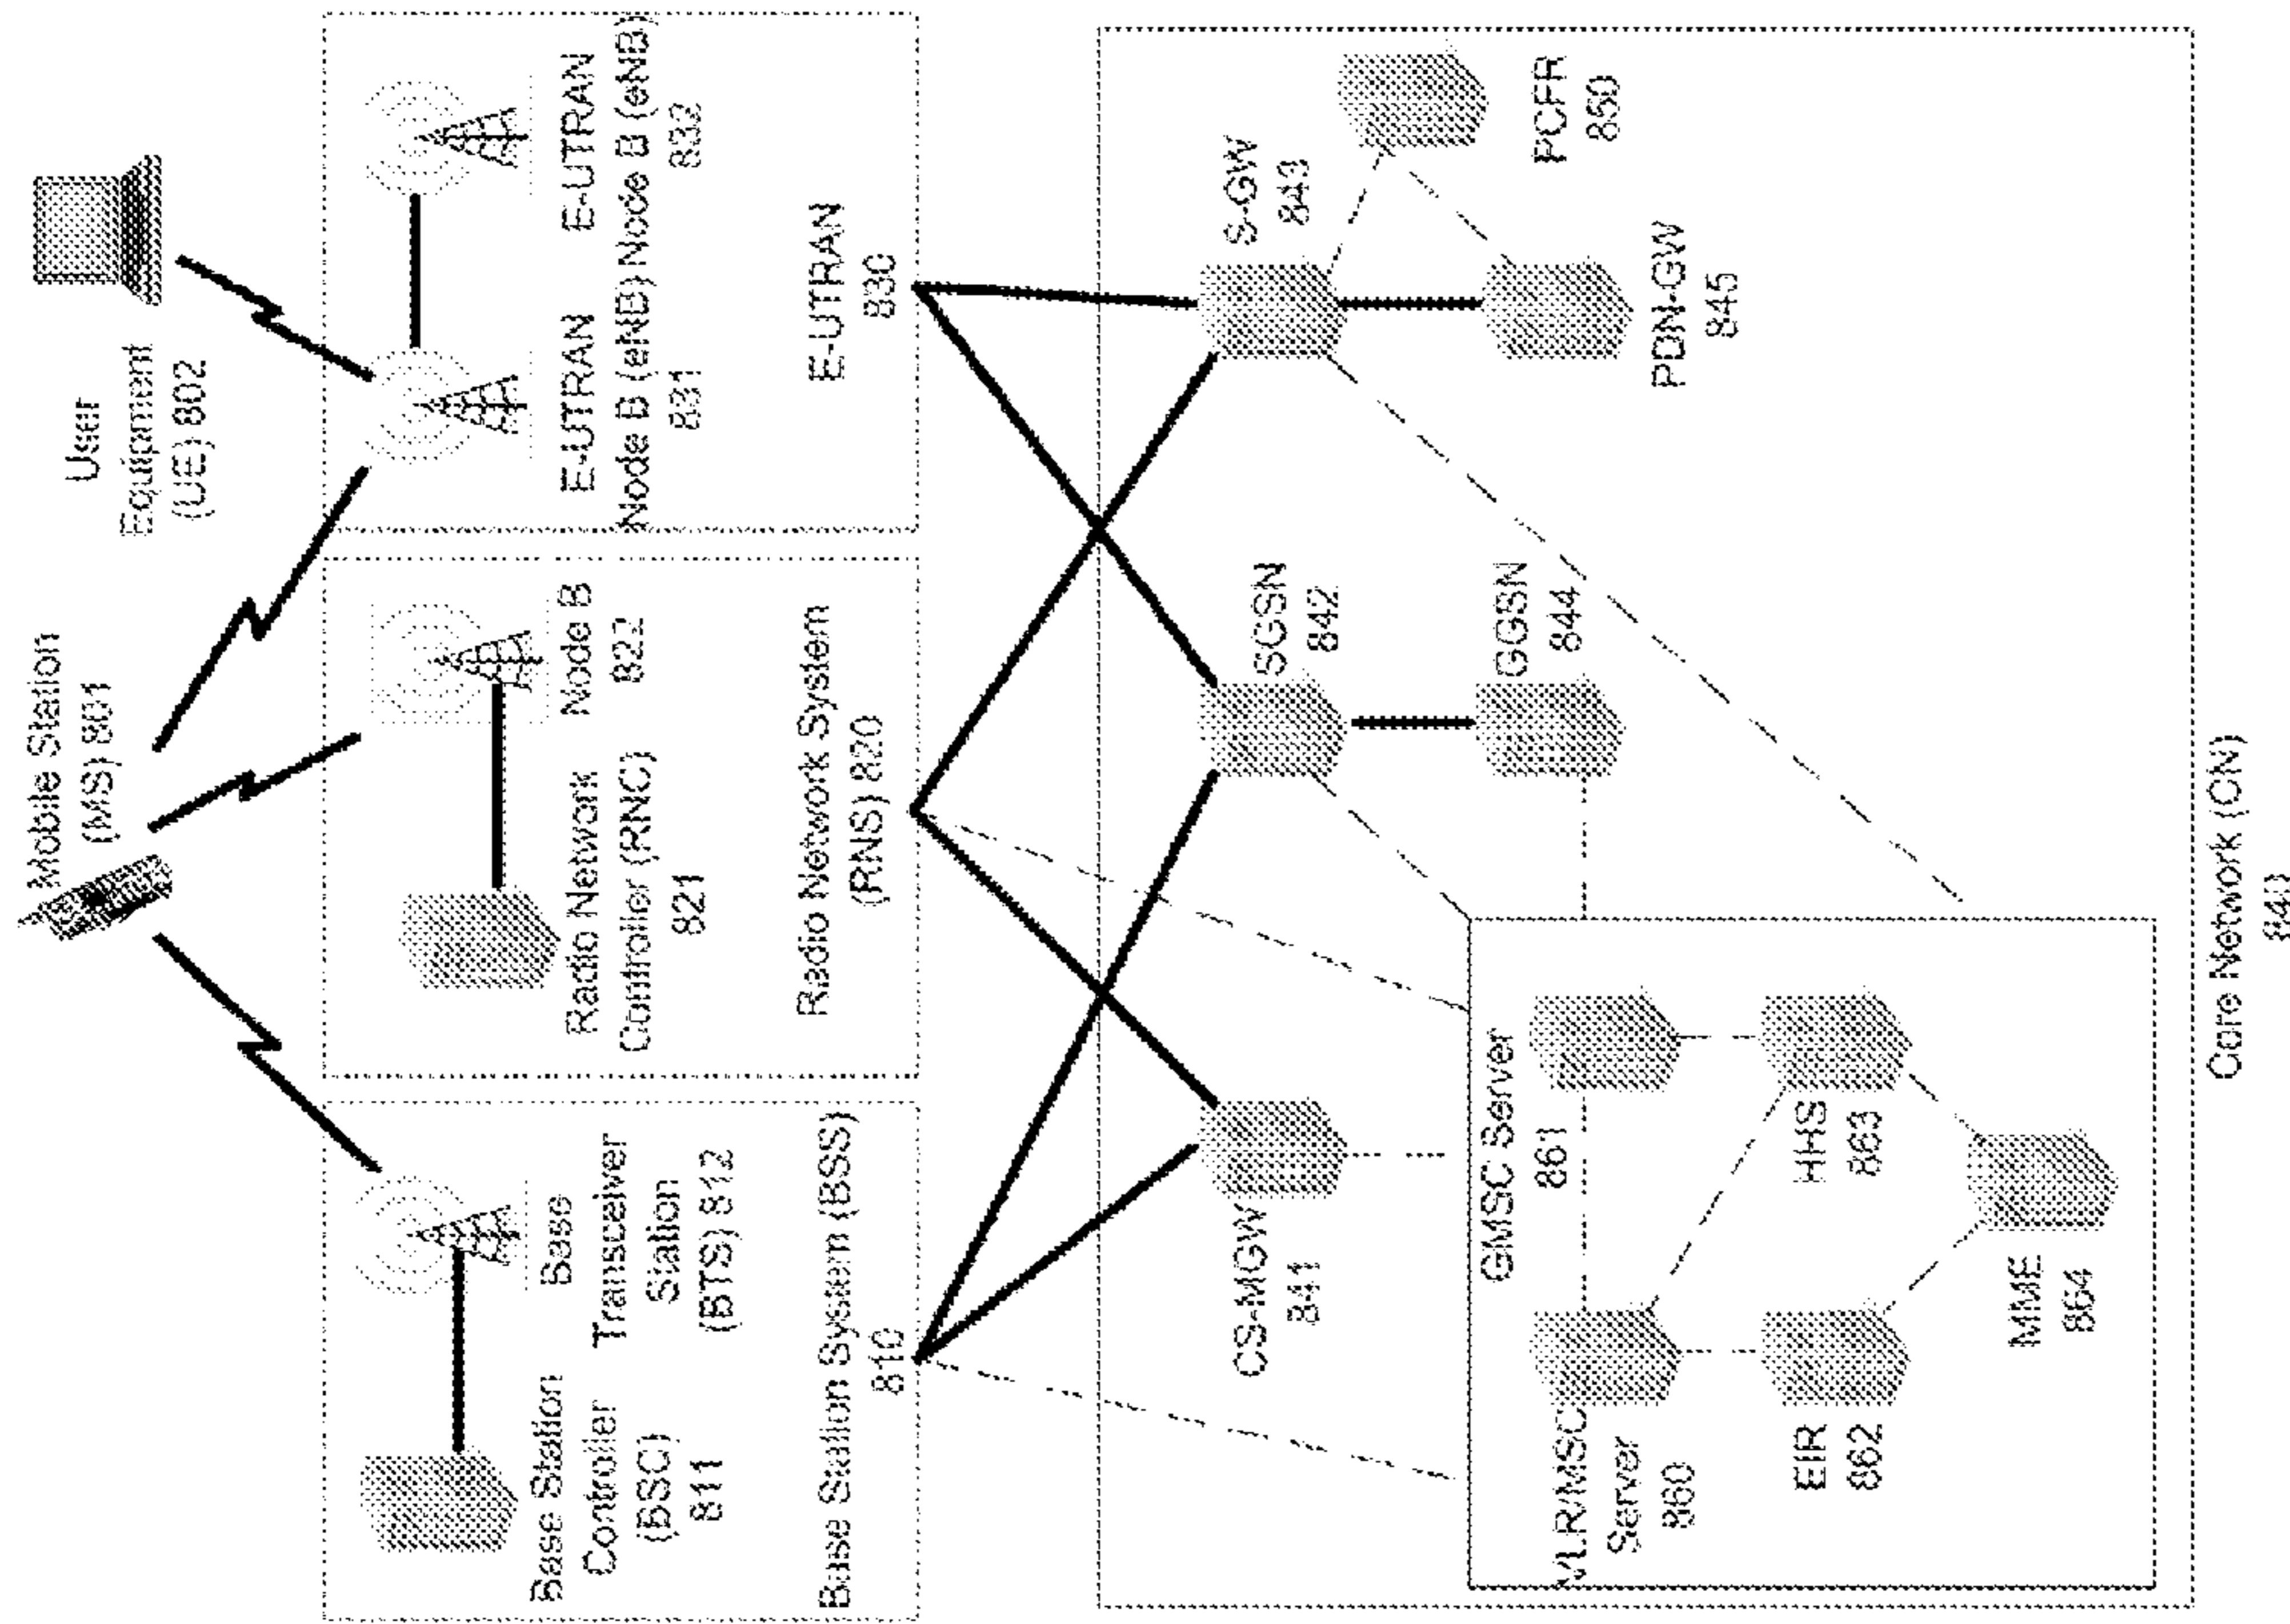 Mobile Station
(MS) 801
User
Equipment
(UE) 802
Base Station
Controller
(BSC)
811
Base
Transceiver
Station
(BTS) 812
Base Station System (BSS)
810
Radio Network
Controller (RNC)
821
Node B
822
Radio Network System
(RNS) 820
E-UTRAN
Node B (eNB)
831
E-UTRAN
Node B (eNB)
832
E-UTRAN
830
CS-MGW
841
SGSN
842
S-GW
843
GGSN
844
PDN-GW
845
PCFR
850
GMSC Server
861
VLR/MSC
Server
860
EIR
862
HHS
863
MME
864
Core Network (CN)
840